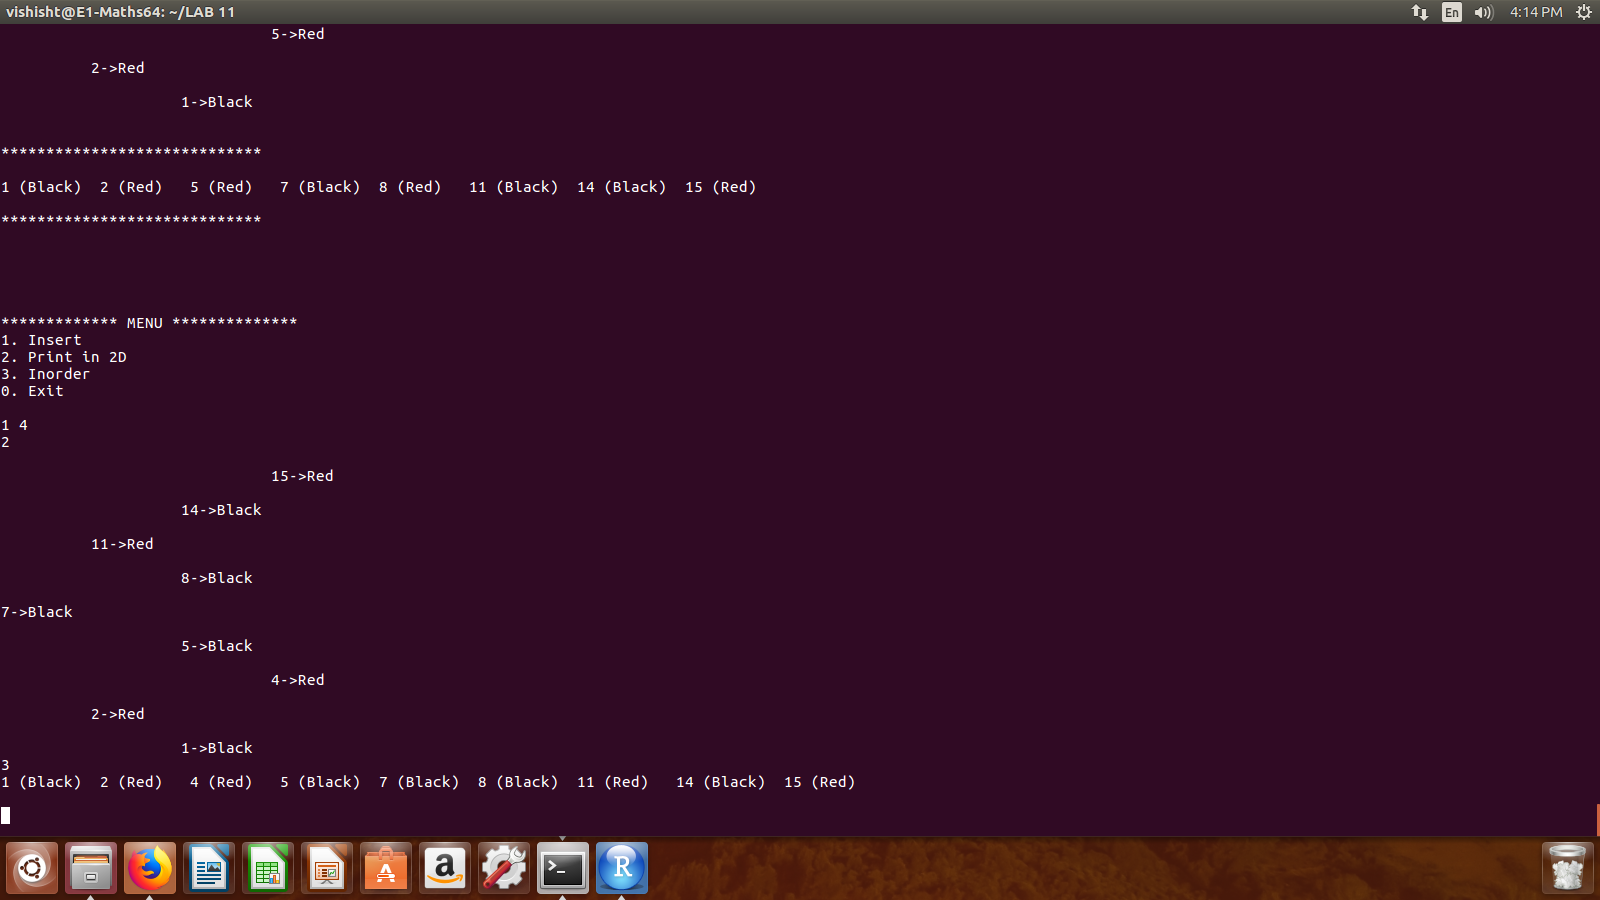 vishisht@E1-Maths64: ~/LAB 11 En 4:14 PM
5->Red
2->Red
1->Black
*****************************
1 (Black) 2 (Red) 5 (Red) 7 (Black) 8 (Red) 11 (Black) 14 (Black) 15 (Red)
*****************************
************* MENU **************
1. Insert
2. Print in 2D
3. Inorder
0. Exit
1 4
2
15->Red
14->Black
11->Red
8->Black
7->Black
5->Black
4->Red
2->Red
1->Black
3
1 (Black) 2 (Red) 4 (Red) 5 (Black) 7 (Black) 8 (Black) 11 (Red) 14 (Black) 15 (Red)